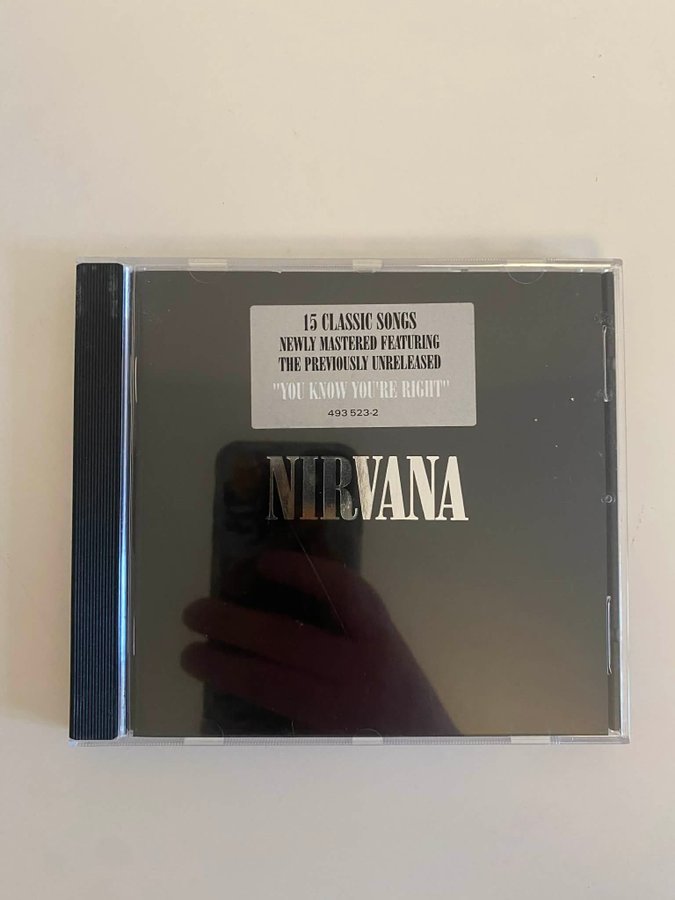 15 CLASSIC SONGS
NEWLY MASTERED FEATURING
THE PREVIOUSLY UNRELEASED
"YOU KNOW YOU'RE RIGHT"
493 523-2
NIRVANA